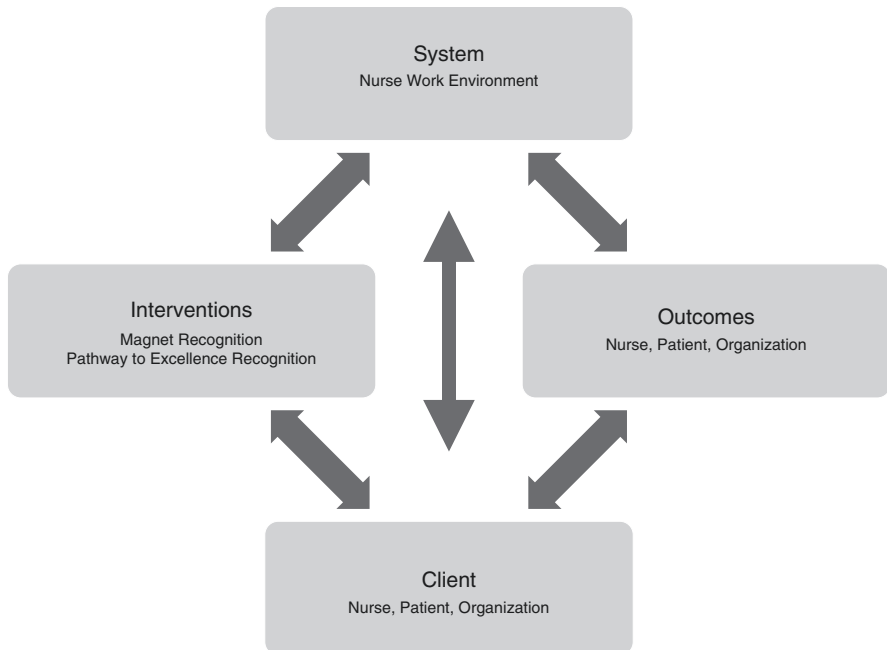 System
Nurse Work Environment
Interventions
Magnet Recognition
Pathway to Excellence Recognition
Outcomes
Nurse, Patient, Organization
Client
Nurse, Patient, Organization